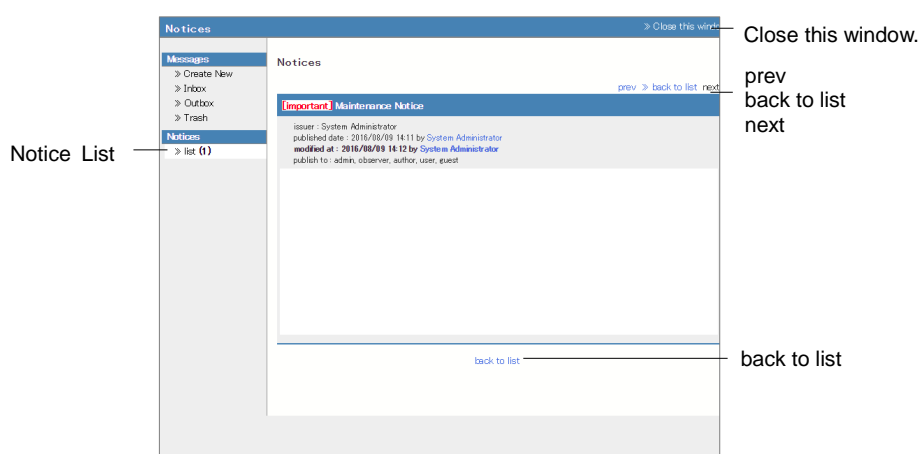 Notices
≫ Close this windo
Close this window.
Messages
≫ Create New
≫ Inbox
≫ Outbox
≫ Trash
Notices
≫ list (1)
Notice List
Notices
prev ≫ back to list next
prev
back to list
next
[important] Maintenance Notice
issuer : System Administrator
published date : 2016/08/09 14:11 by System Administrator
modified at : 2016/08/09 14:12 by System Administrator
publish to : admin, observer, author, user, guest
back to list
back to list